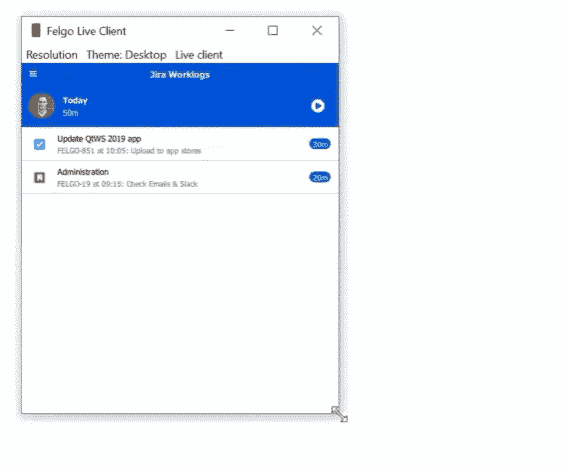 Felgo Live Client
Resolution Theme: Desktop Live client
Jira Worklogs
Today
50m
Update QtWS 2019 app
FELGO-851 at 10:05: Upload to app stores
30m
Administration
FELGO-19 at 09:15: Check Emails & Slack
20m